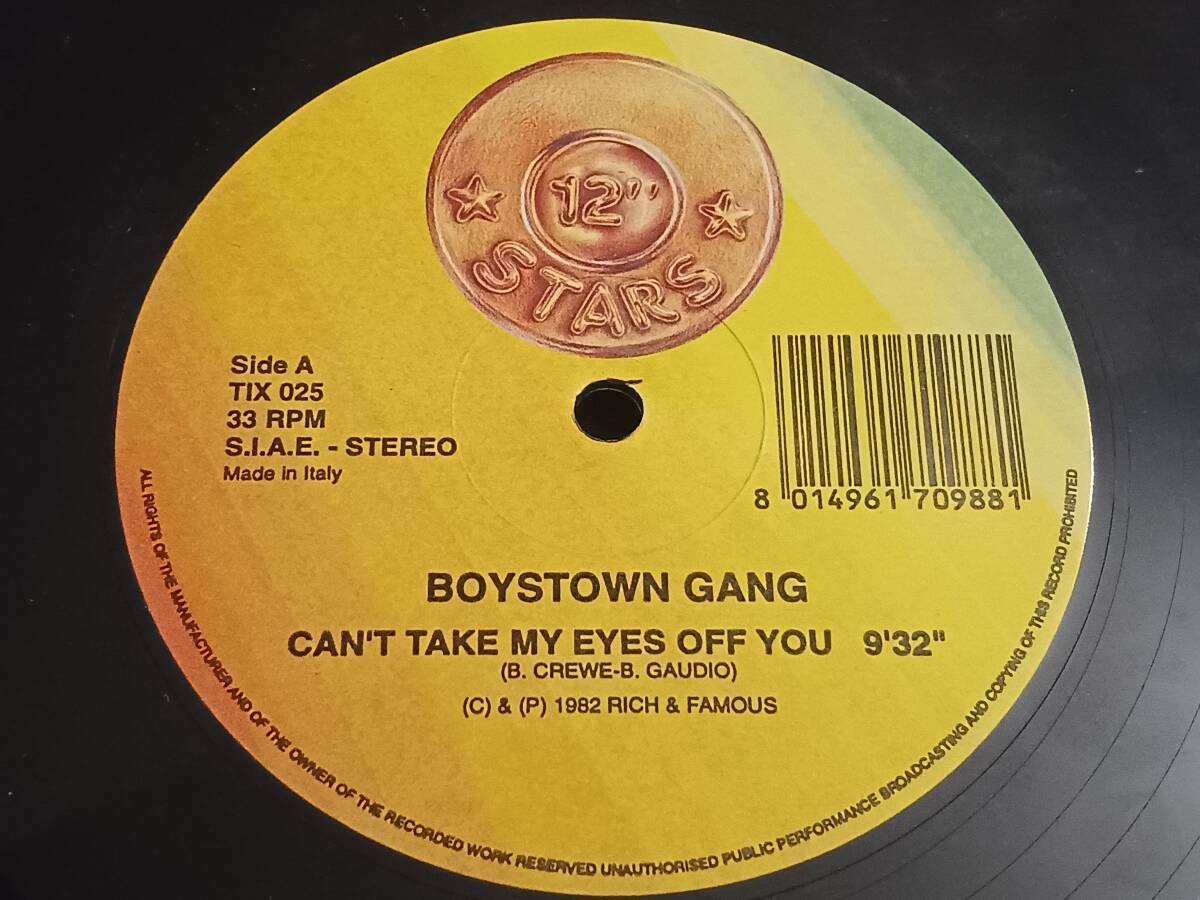 12''
STARS
Side A
TIX 025
33 RPM
S.I.A.E. - STEREO
Made in Italy
8 014961 709881
BOYSTOWN GANG
CAN'T TAKE MY EYES OFF YOU 9'32"
(B. CREWE-B. GAUDIO)
(C) & (P) 1982 RICH & FAMOUS
ALL RIGHTS OF THE MANUFACTURER AND OF THE OWNER OF THE RECORDED WORK RESERVED UNAUTHORISED PUBLIC PERFORMANCE BROADCASTING AND COPYING OF THIS RECORD PROHIBITED